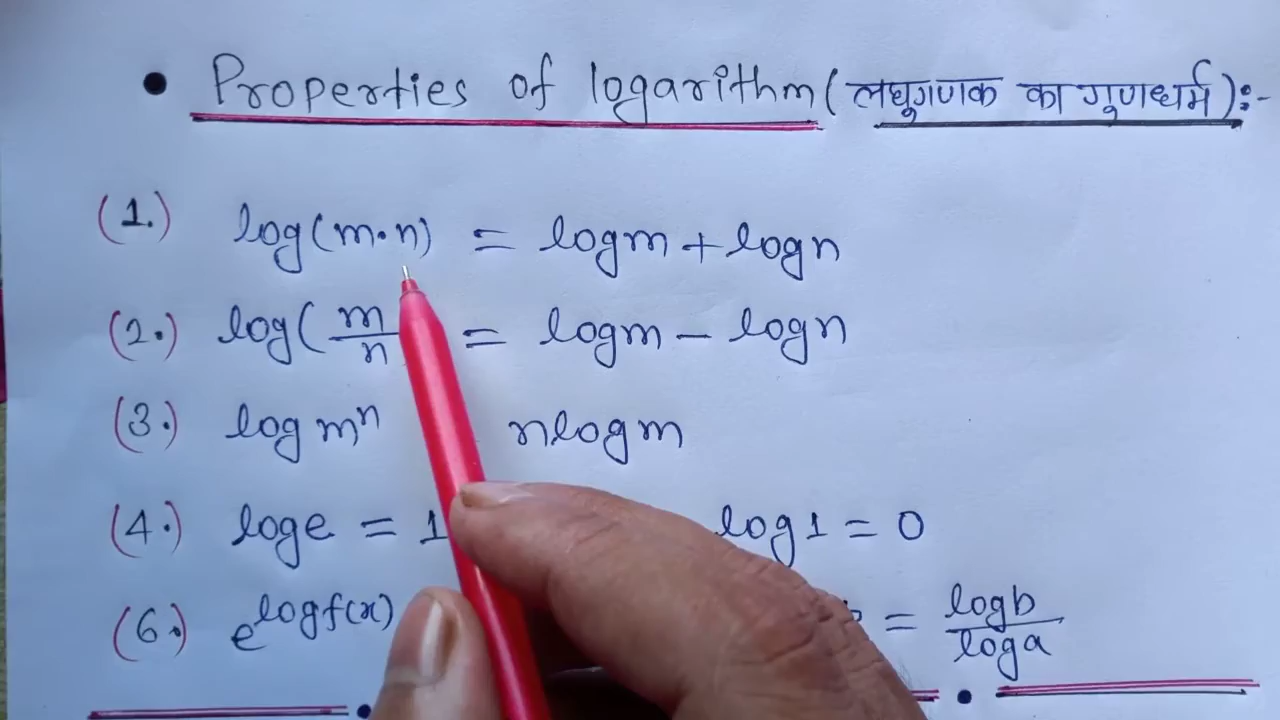 • Properties of logarithm (लघुगणक का गुणधर्म):-
(1.) log(m·n) = logm + logn
(2.) log(m/n = logm - logn
(3.) log mⁿ nlogm
(4.) loge = 1 log1 = 0
(6.) e^logf(x) = logb/loga